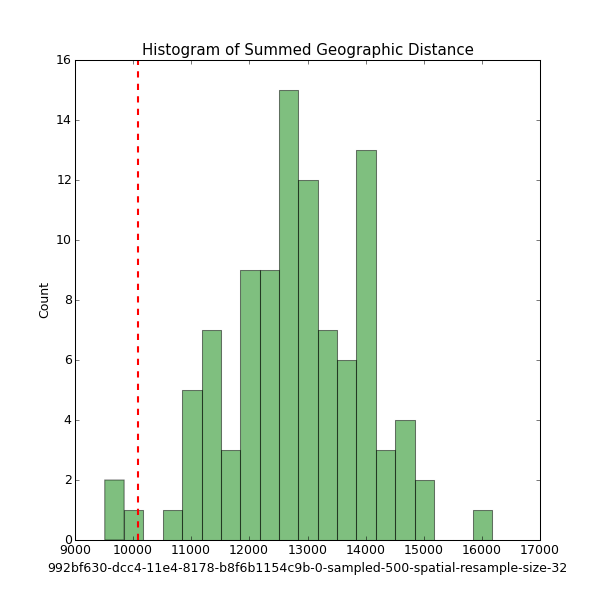 Histogram of Summed Geographic Distance
16
14
12
10
8
6
4
2
0
Count
9000 10000 11000 12000 13000 14000 15000 16000 17000
992bf630-dcc4-11e4-8178-b8f6b1154c9b-0-sampled-500-spatial-resample-size-32